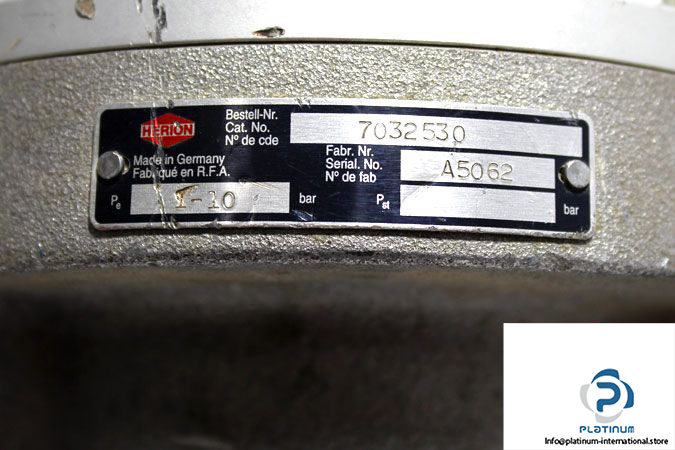 HERION
Made in Germany
Fabriqué en R.F.A.
Bestell-Nr.
Cat. No.
N° de cde
7032530
Fabr. Nr.
Serial. No.
N° de fab
A5062
Pe 1-10 bar
Pst bar
PLATINUM
Info@platinum-international.store